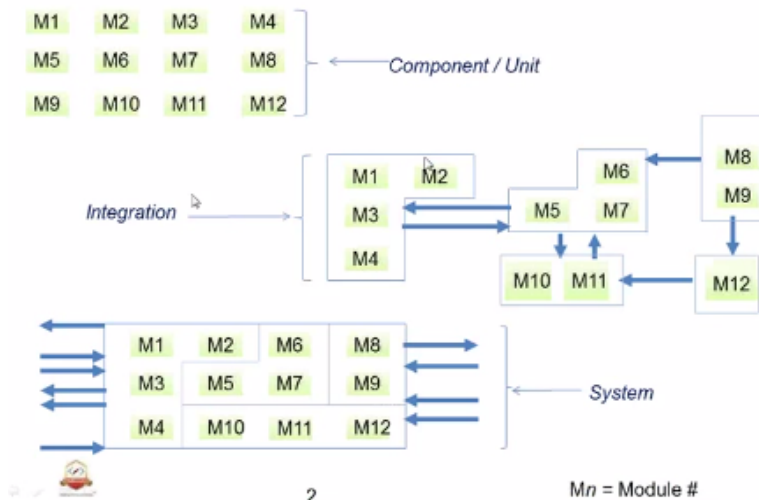 M1 M2 M3 M4
M5 M6 M7 M8
M9 M10 M11 M12
Component / Unit
Integration
M1 M2
M3
M4
M6
M5 M7
M8
M9
M10 M11
M12
M1 M2 M6 M8
M3 M5 M7 M9
M4 M10 M11 M12
System
2
Mn = Module #